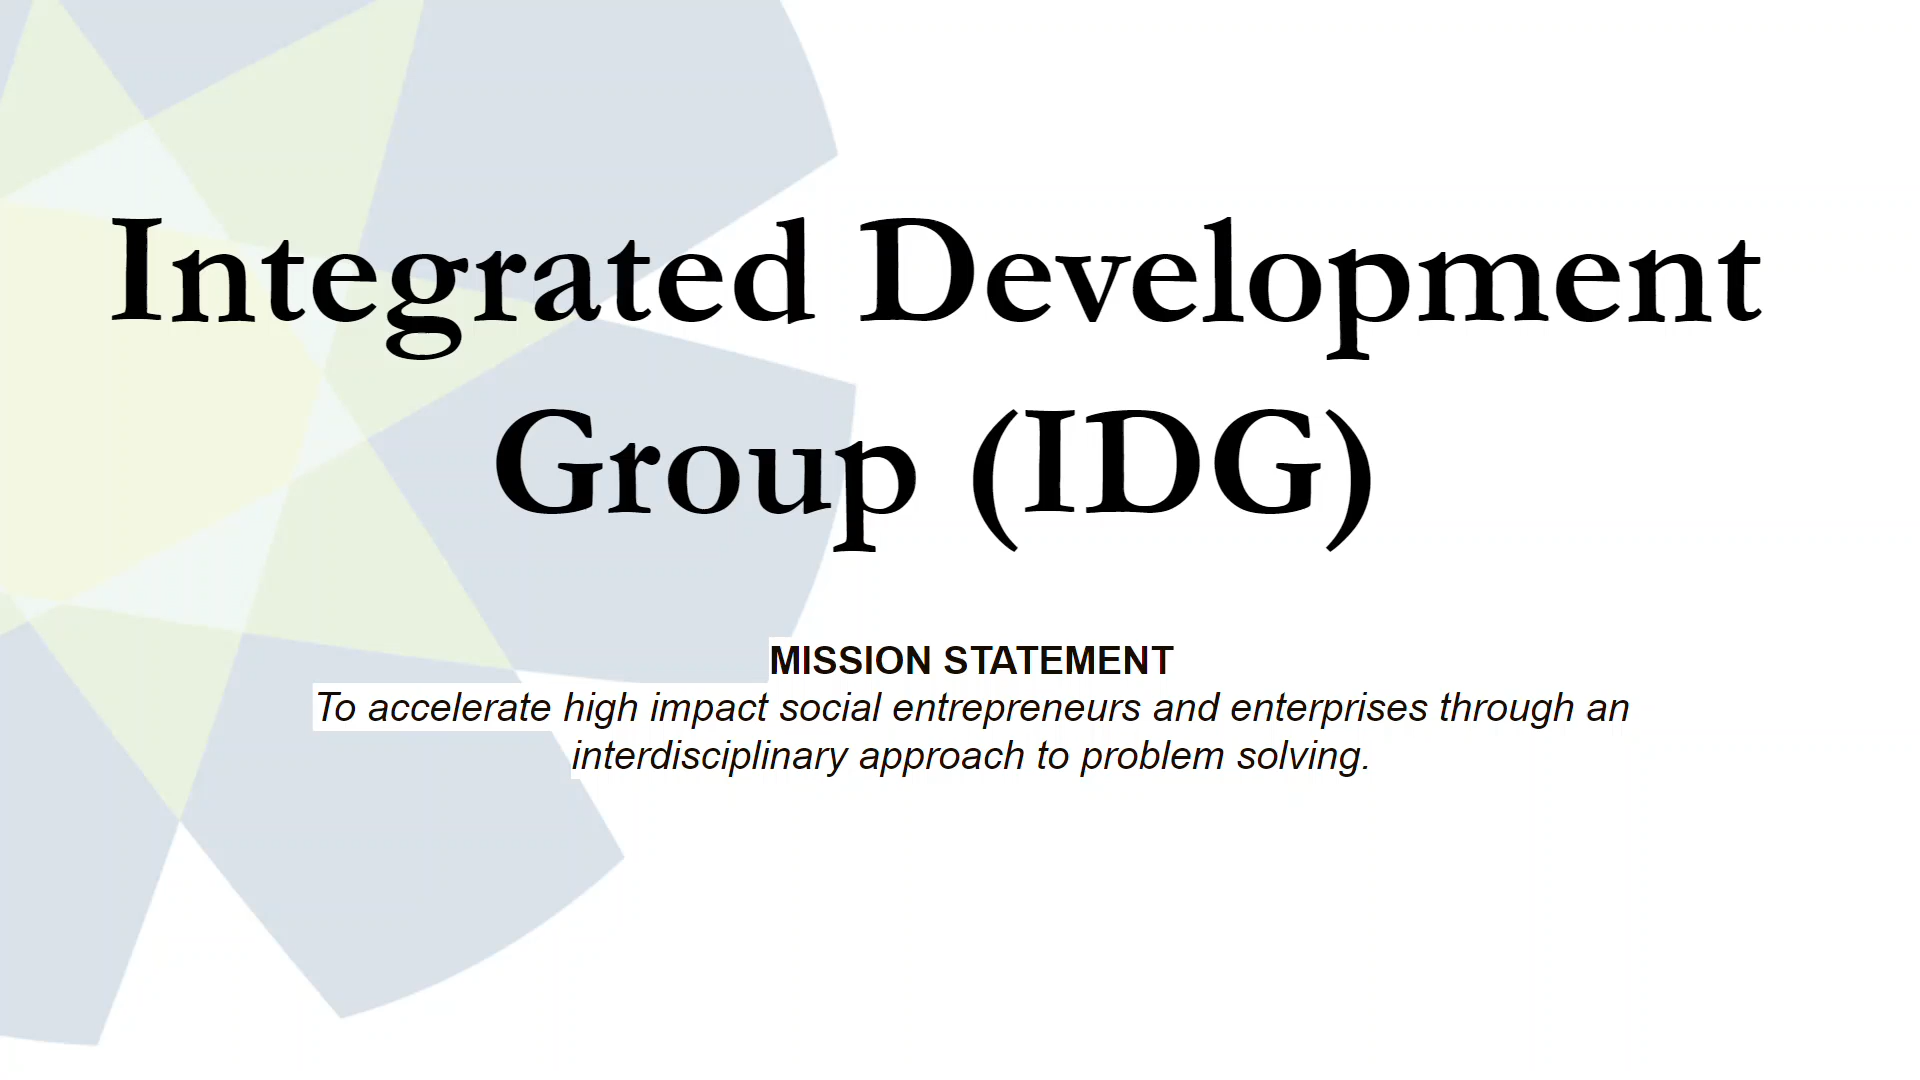 Integrated Development
Group (IDG)
MISSION STATEMENT
To accelerate high impact social entrepreneurs and enterprises through an
interdisciplinary approach to problem solving.